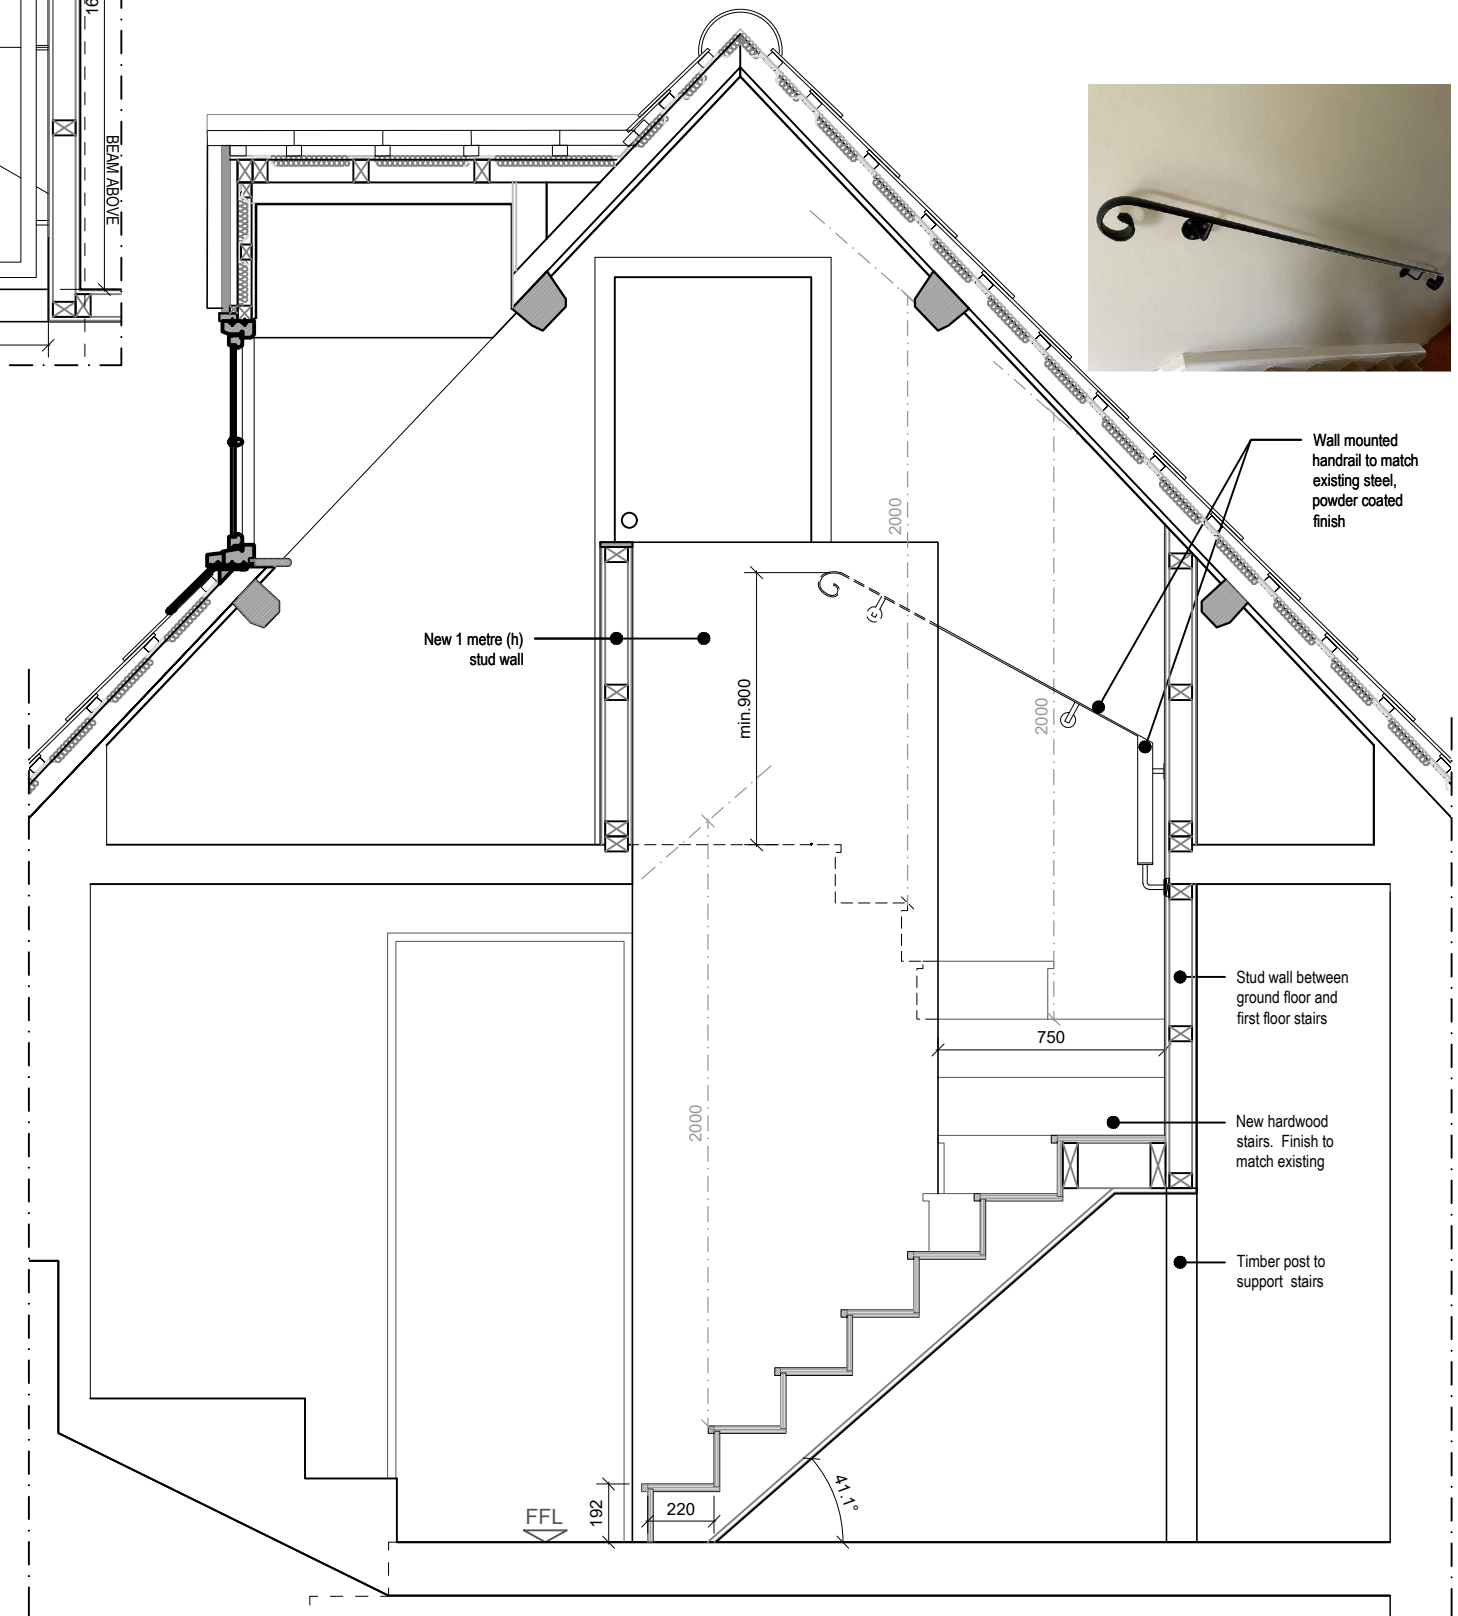 16
BEAM ABOVE
Wall mounted
handrail to match
existing steel,
powder coated
finish
2000
New 1 metre (h)
stud wall
min.900
2000
2000
Stud wall between
ground floor and
first floor stairs
750
New hardwood
stairs. Finish to
match existing
Timber post to
support stairs
FFL
192
220
41.1°